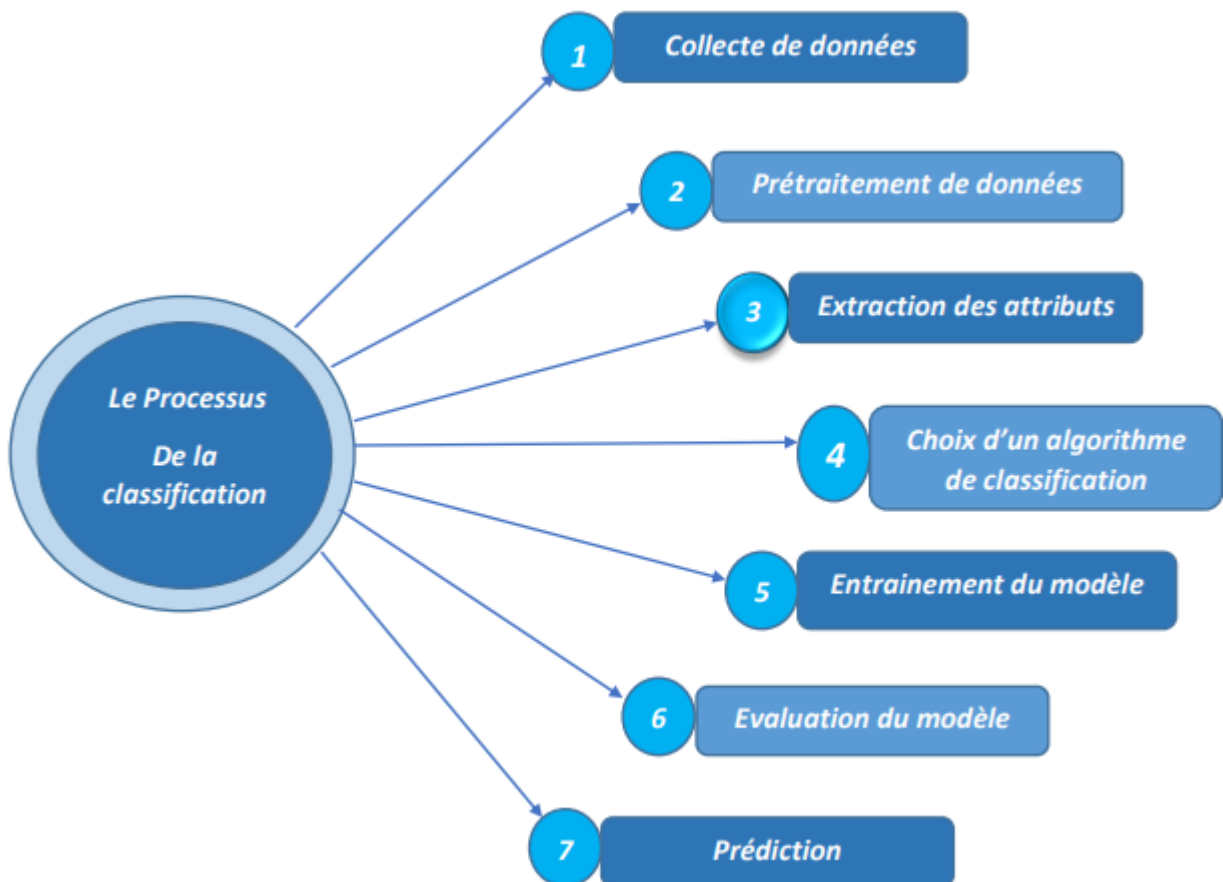 1
Collecte de données
2
Prétraitement de données
3
Extraction des attributs
Le Processus
De la
classification
4
Choix d’un algorithme
de classification
5
Entrainement du modèle
6
Evaluation du modèle
7
Prédiction